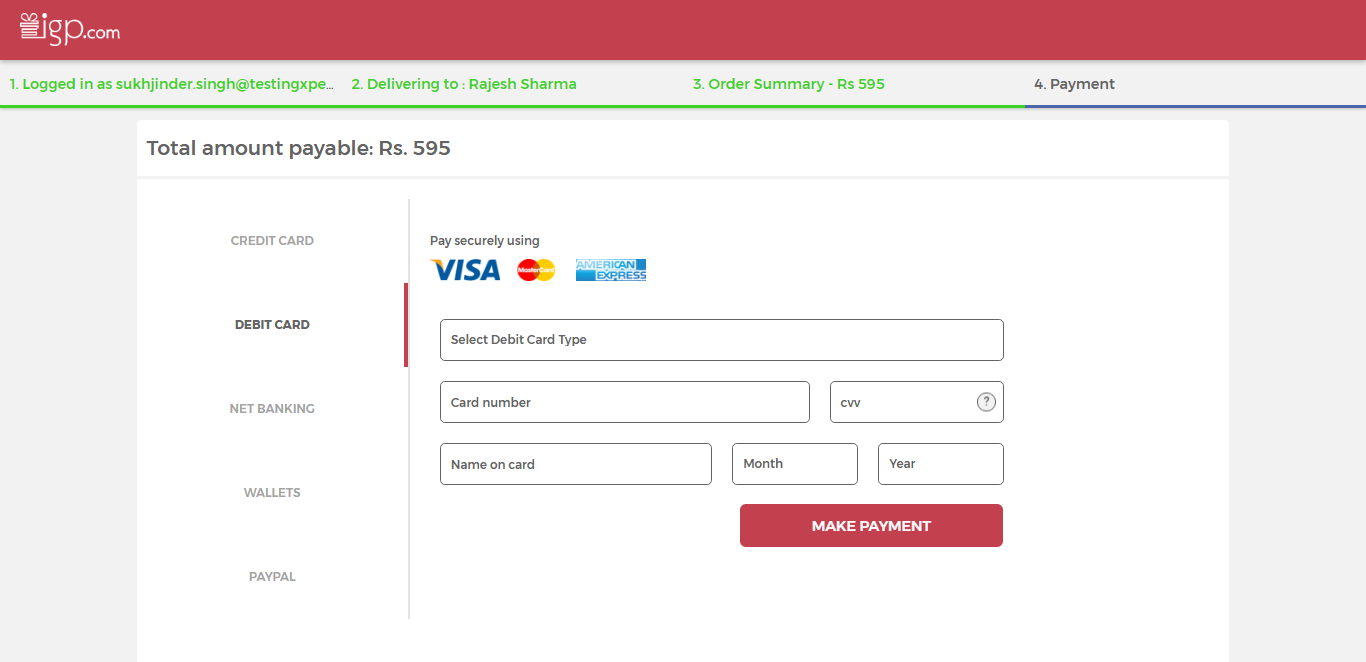 igp.com
1. Logged in as sukhjinder.singh@testingxpe...
2. Delivering to : Rajesh Sharma
3. Order Summary - Rs 595
4. Payment
Total amount payable: Rs. 595
CREDIT CARD
DEBIT CARD
NET BANKING
WALLETS
PAYPAL
Pay securely using
VISA MasterCard AMERICAN EXPRESS
Select Debit Card Type
Card number
cvv ?
Name on card
Month
Year
MAKE PAYMENT